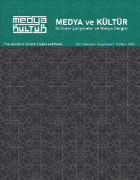 medya
kültür
MEDYA ve KÜLTÜR
Kültürel Çalışmalar ve Medya Dergisi
The Journal of Cultural Studies and Media